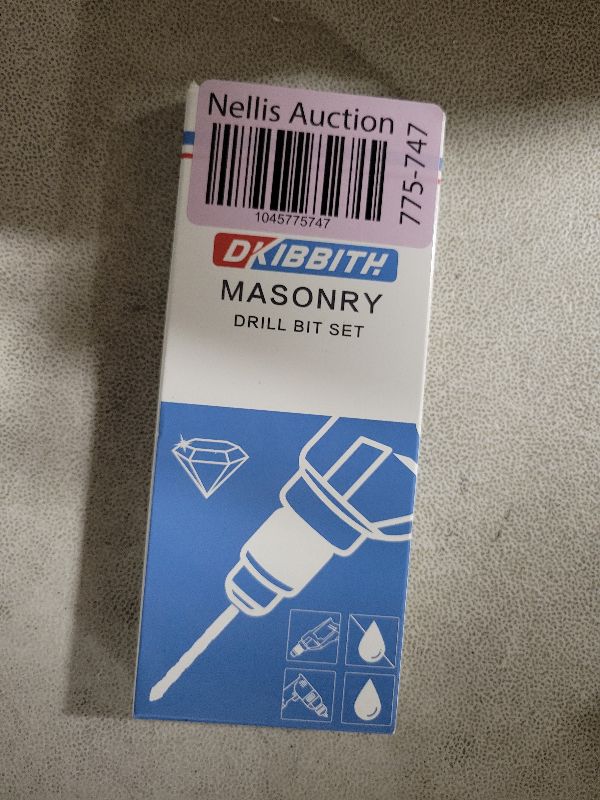 Nellis Auction
1045775747
775-747
DKIBBITH
MASONRY
DRILL BIT SET